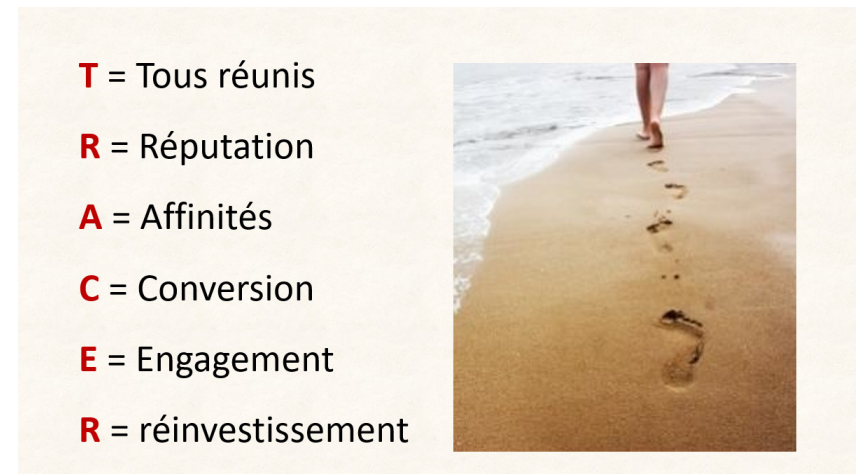 T = Tous réunis
R = Réputation
A = Affinités
C = Conversion
E = Engagement
R = réinvestissement